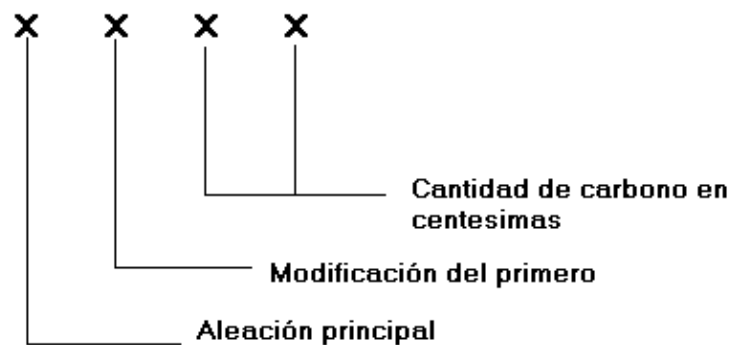 X X X X
Cantidad de carbono en
centesimas
Modificación del primero
Aleación principal